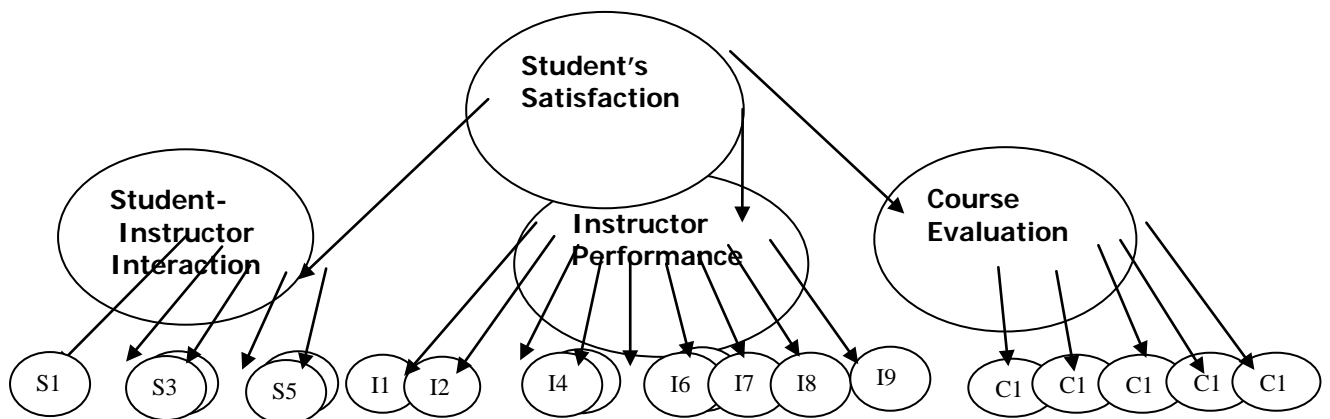 Student's
Satisfaction
Student-
Instructor
Interaction
Instructor
Performance
Course
Evaluation
S1
S3
S5
I1
I2
I4
I6
I7
I8
I9
C1
C1
C1
C1
C1